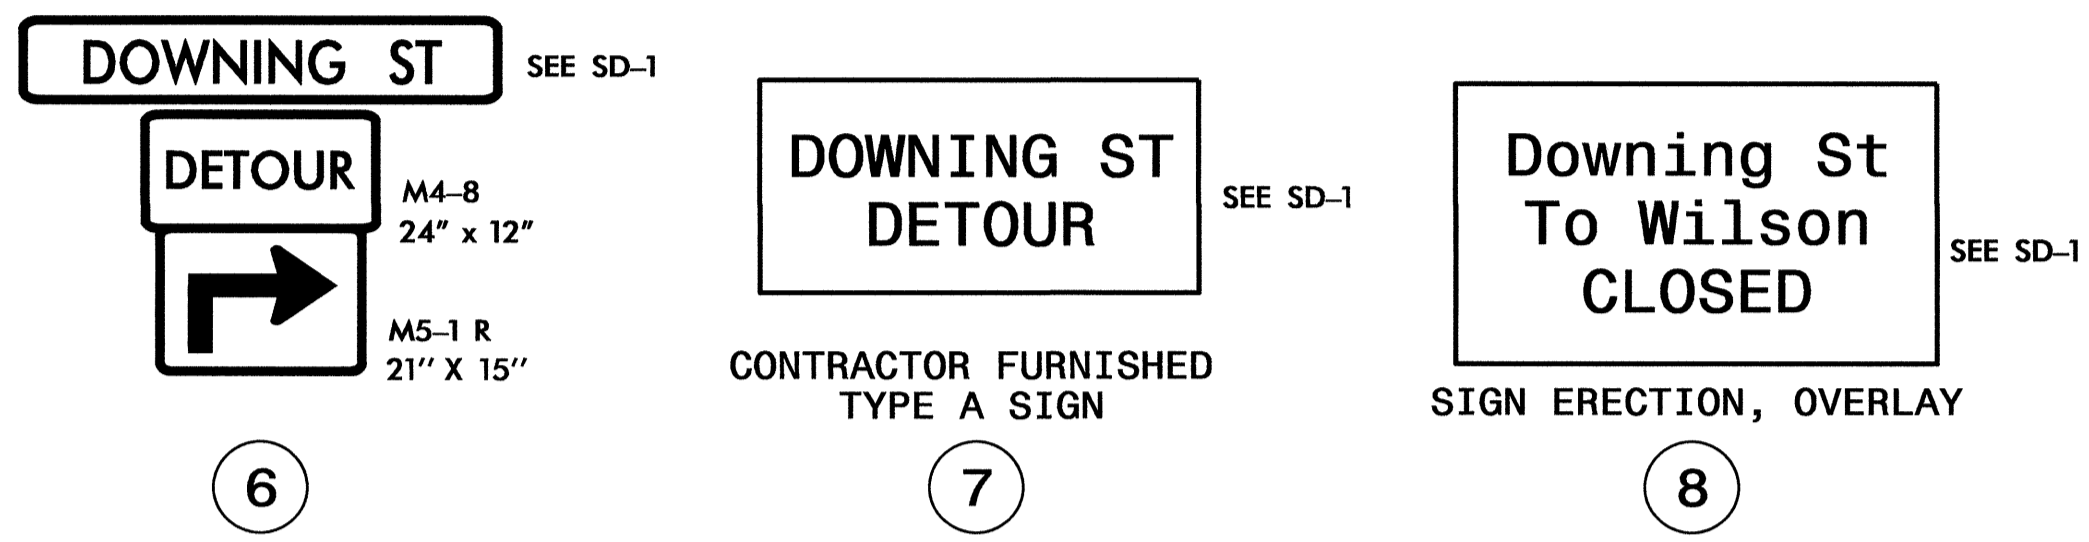 DOWNING ST
SEE SD-1
DETOUR
M4-8
24" x 12"
M5-1 R
21'' X 15''
6
DOWNING ST
DETOUR
SEE SD-1
CONTRACTOR FURNISHED
TYPE A SIGN
7
Downing St
To Wilson
CLOSED
SEE SD-1
SIGN ERECTION, OVERLAY
8